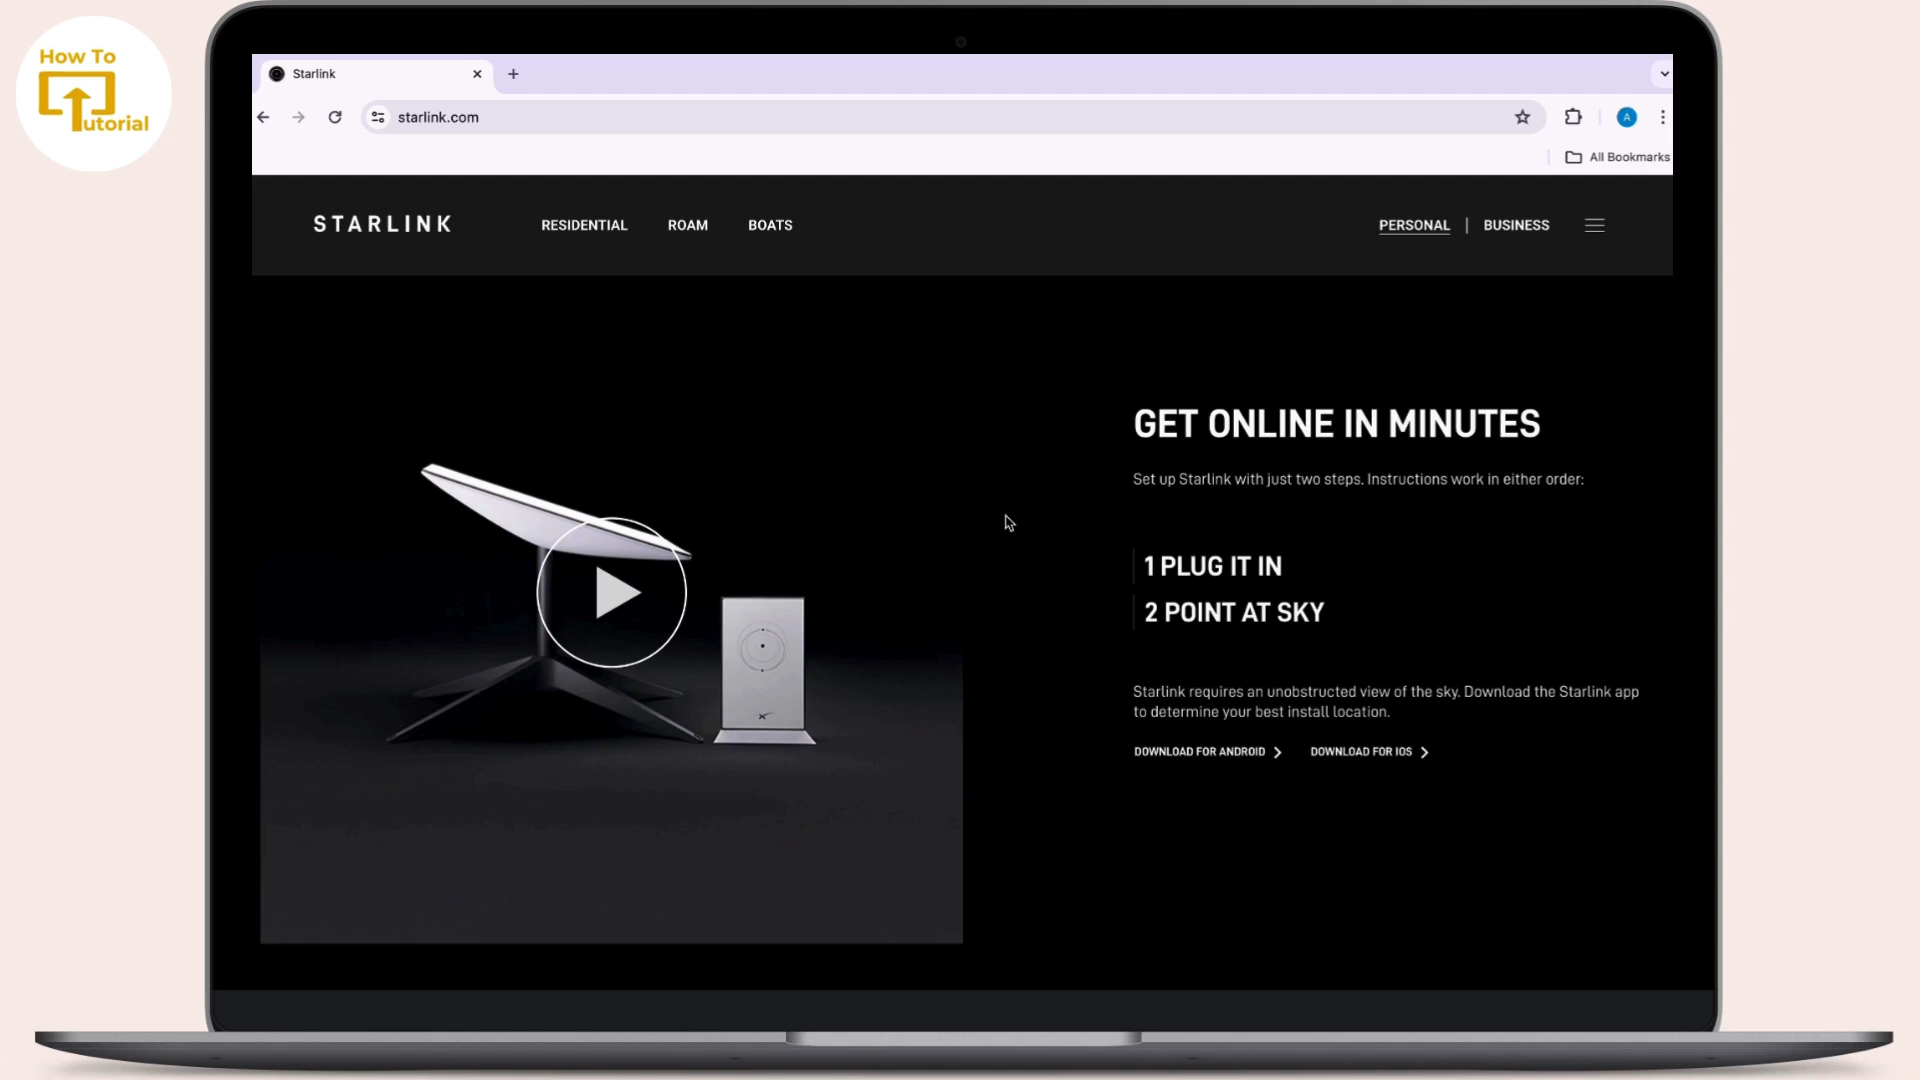 How To
Tutorial
Starlink
starlink.com
A
All Bookmarks
STARLINK
RESIDENTIAL
ROAM
BOATS
PERSONAL | BUSINESS
GET ONLINE IN MINUTES
Set up Starlink with just two steps. Instructions work in either order:
1 PLUG IT IN
2 POINT AT SKY
Starlink requires an unobstructed view of the sky. Download the Starlink app
to determine your best install location.
DOWNLOAD FOR ANDROID
DOWNLOAD FOR IOS